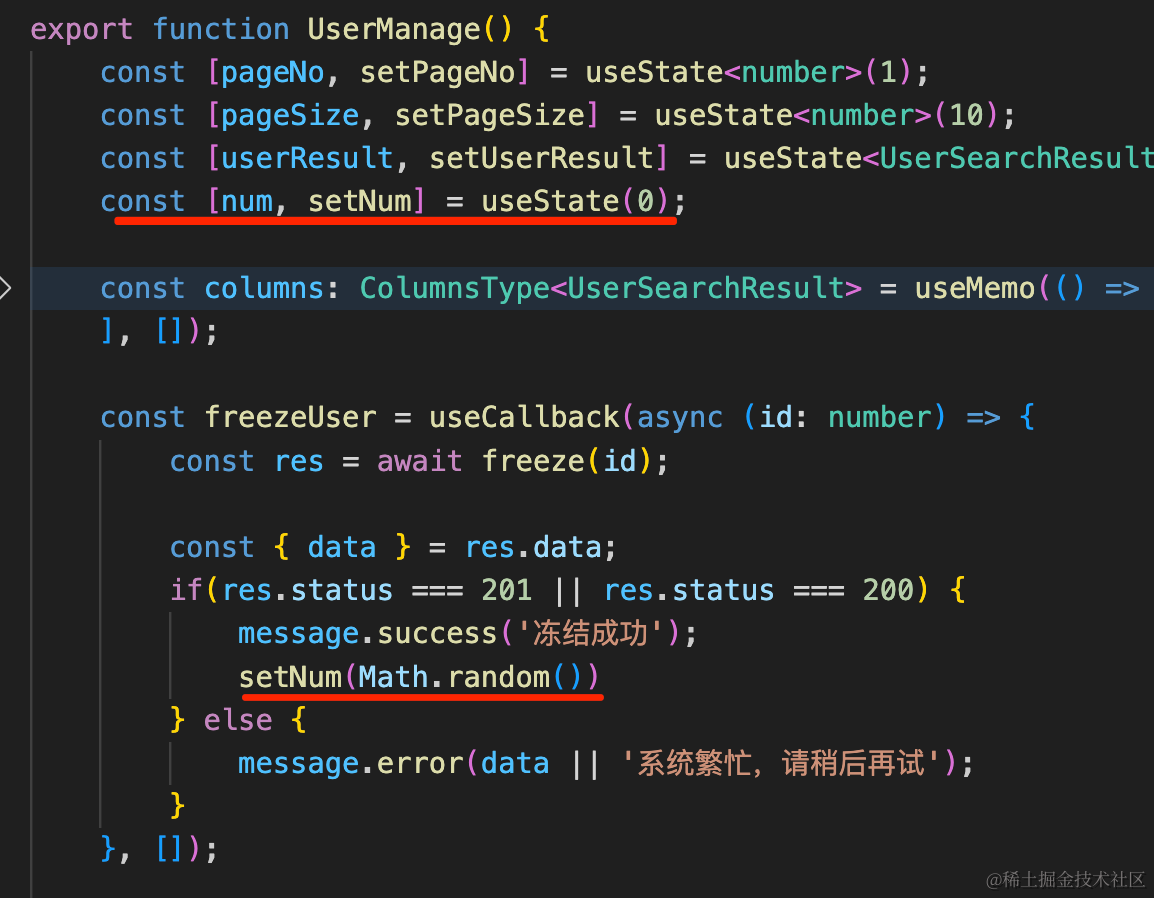 export function UserManage() {
const [pageNo, setPageNo] = useState<number>(1);
const [pageSize, setPageSize] = useState<number>(10);
const [userResult, setUserResult] = useState<UserSearchResult
const [num, setNum] = useState(0);
const columns: ColumnsType<UserSearchResult> = useMemo(() =>
], []);
const freezeUser = useCallback(async (id: number) => {
const res = await freeze(id);
const { data } = res.data;
if(res.status === 201 || res.status === 200) {
message.success('冻结成功');
setNum(Math.random())
} else {
message.error(data || '系统繁忙，请稍后再试');
}
}, []);
@稀土掘金技术社区